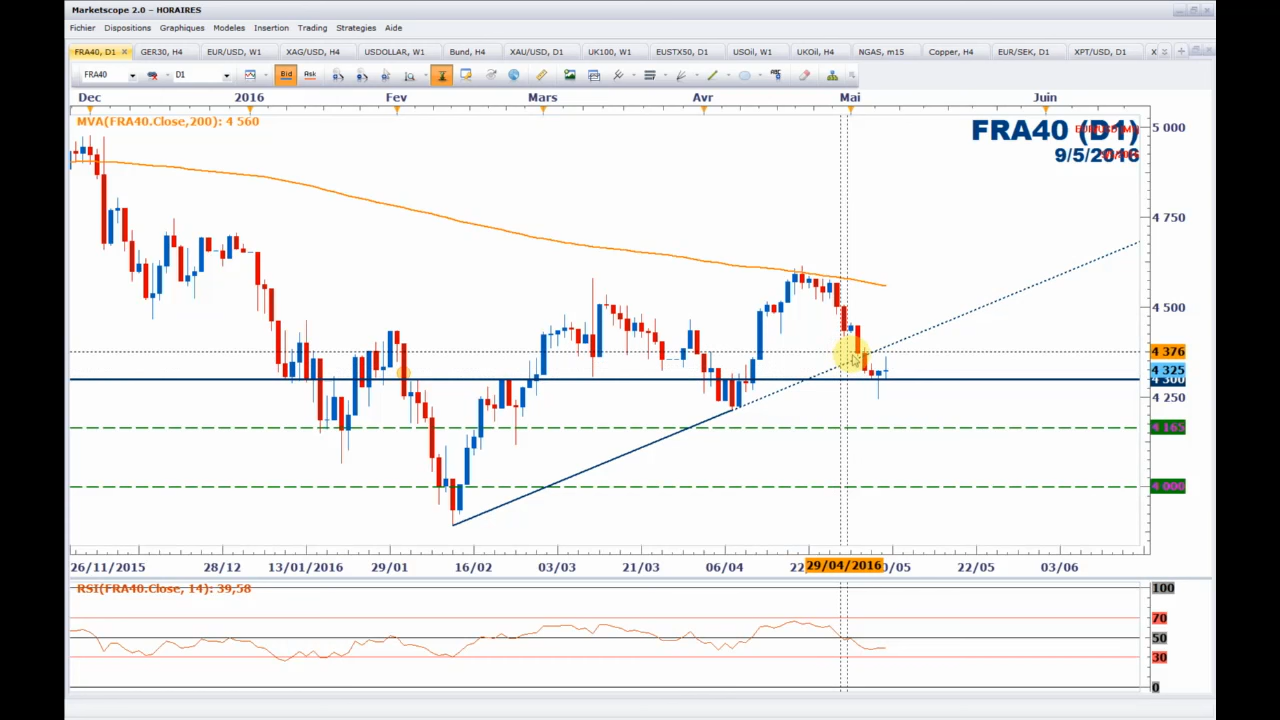 Marketscope 2.0 - HORAIRES
Fichier Dispositions Graphiques Modeles Insertion Trading Strategies Aide
FRA40, D1 GER30, H4 EUR/USD, W1 XAG/USD, H4 USDOLLAR, W1 Bund, H4 XAU/USD, D1 UK100, W1 EUSTX50, D1 USOil, W1 UKOil, H4 NGAS, m15 Copper, H4 EUR/SEK, D1 XPT/USD, D1 X
FRA40 D1 Bid Ask
Dec 2016 Fev Mars Avr Mai Juin
MVA(FRA40.Close,200): 4 560
FRA40 (D1)
9/5/2016
5 000
4 750
4 500
4 376
4 325
4 300
4 250
4 165
4 000
26/11/2015 28/12 13/01/2016 29/01 16/02 03/03 21/03 06/04 22 29/04/2016 0/05 22/05 03/06
RSI(FRA40.Close, 14): 39,58
100
70
50
30
0